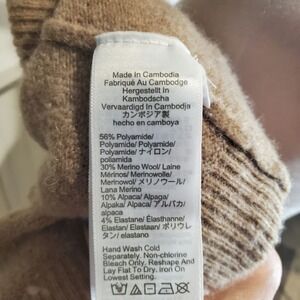 Made In Cambodia
Fabriqué Au Cambodge
Hergestellt In
Kambodscha
Vervaardigd In Cambodja
カンボジア製
hecho en camboya
56% Polyamide/
Polyamide/ Polyamide/
Polyamide/ ナイロン/
poliamida
30% Merino Wool/ Laine
Mérinos/ Merinowolle/
Merinowol/ メリノウール/
Lana Merino
10% Alpaca/ Alpaga/
Alpaka/ Alpaca/ アルパカ/
alpaca
4% Elastane/ Élasthanne/
Elastan/ Elastaan/ ポリウレ
タン/ elastano
Hand Wash Cold
Separately. Non-chlorine
Bleach Only. Reshape And
Lay Flat To Dry. Iron On
Lowest Setting.